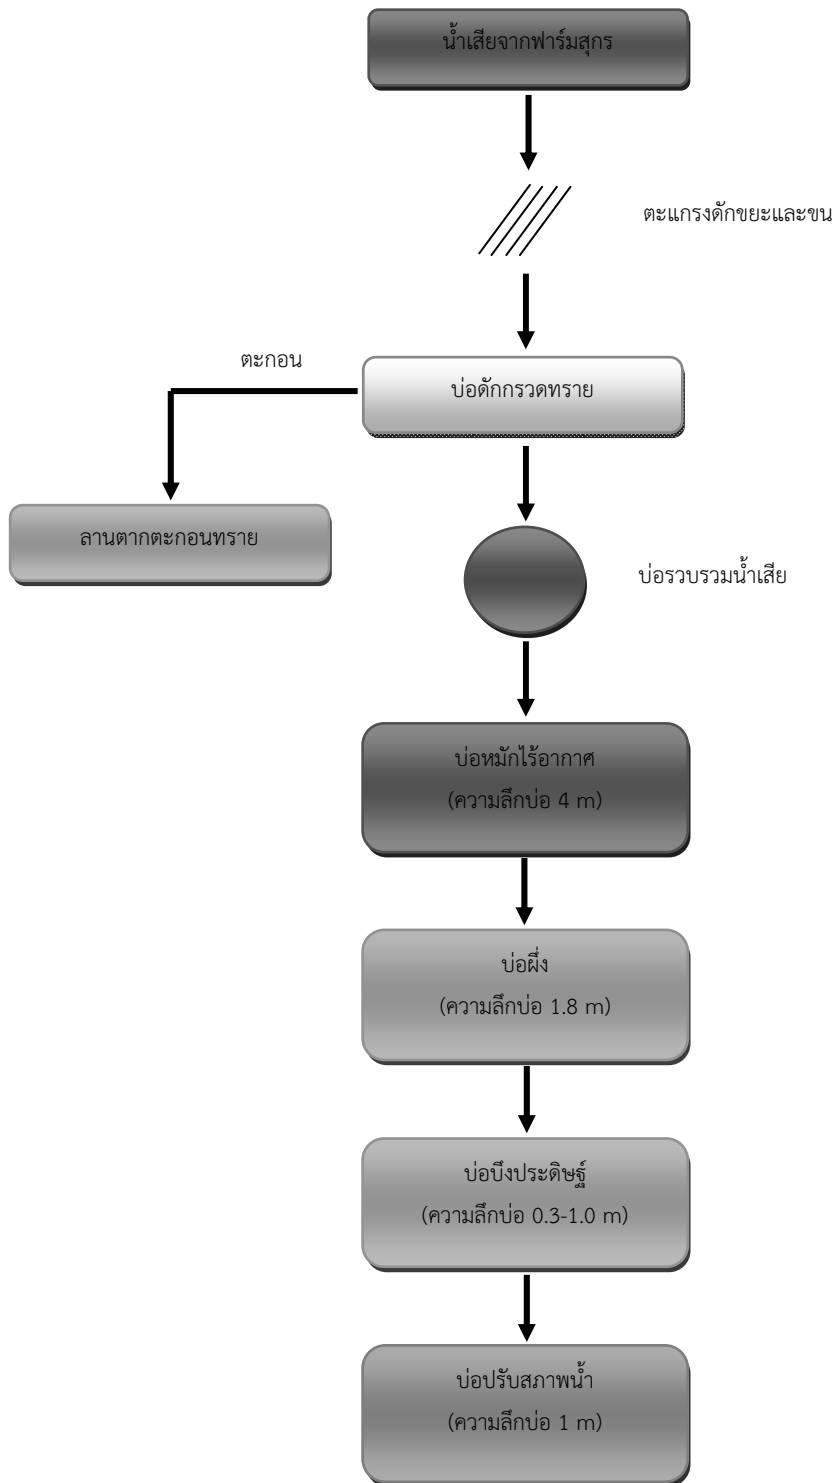 น้ำเสียจากฟาร์มสุกร
ตะแกรงดักขยะและขน
ตะกอน
บ่อดักกรวดทราย
ลานตากตะกอนทราย
บ่อรวบรวมน้ำเสีย
บ่อหมักไร้อากาศ
(ความลึกบ่อ 4 m)
บ่อผึ่ง
(ความลึกบ่อ 1.8 m)
บ่อบึงประดิษฐ์
(ความลึกบ่อ 0.3-1.0 m)
บ่อปรับสภาพน้ำ
(ความลึกบ่อ 1 m)